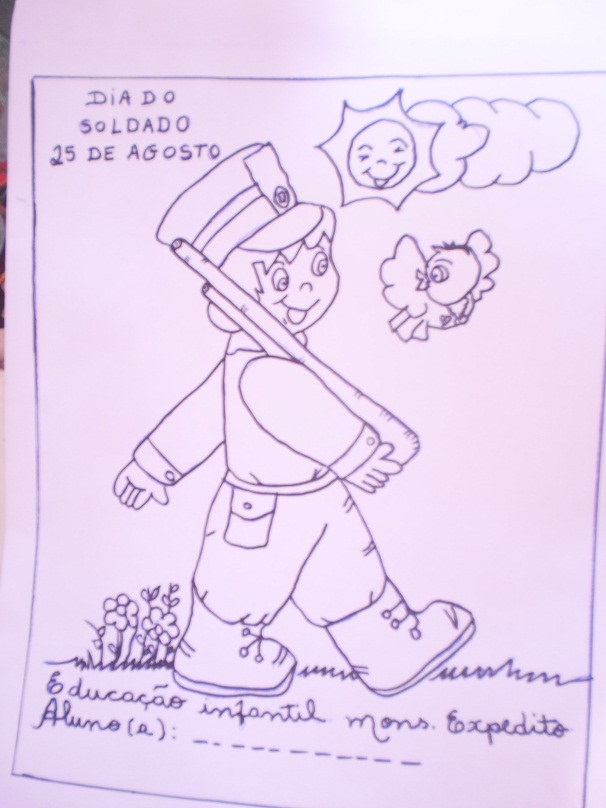 DIA DO
SOLDADO
25 DE AGOSTO
Educação infantil mons. Expedito
Aluno(a): _ _ _ _ _ _ _ _ _ _ _